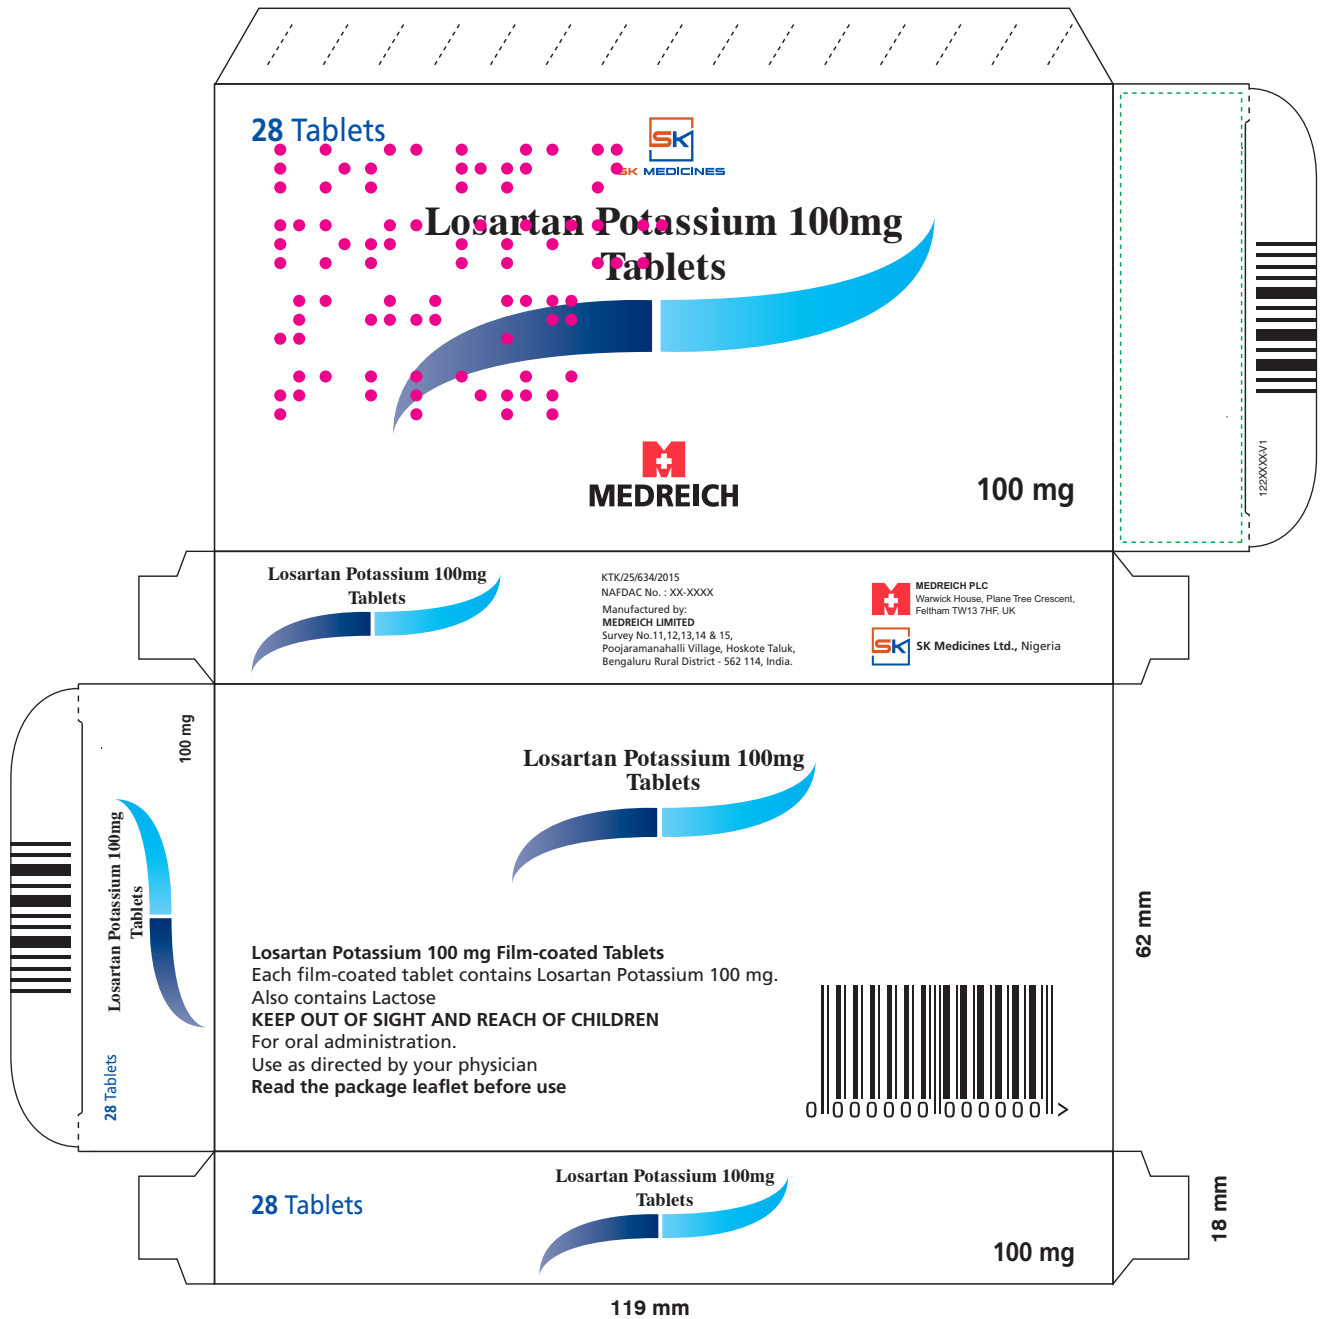 28 Tablets
SK
SK MEDICINES
Losartan Potassium 100mg
Tablets
MEDREICH
100 mg
122XXXX-V1
Losartan Potassium 100mg
Tablets
KTK/25/634/2015
NAFDAC No. : XX-XXXX
Manufactured by:
MEDREICH LIMITED
Survey No.11,12,13,14 & 15,
Poojaramanahalli Village, Hoskote Taluk,
Bengaluru Rural District - 562 114, India.
MEDREICH PLC
Warwick House, Plane Tree Crescent,
Feltham TW13 7HF, UK
SK
SK Medicines Ltd., Nigeria
100 mg
Losartan Potassium 100mg
Tablets
28 Tablets
Losartan Potassium 100mg
Tablets
Losartan Potassium 100 mg Film-coated Tablets
Each film-coated tablet contains Losartan Potassium 100 mg.
Also contains Lactose
KEEP OUT OF SIGHT AND REACH OF CHILDREN
For oral administration.
Use as directed by your physician
Read the package leaflet before use
0 000000 000000 >
62 mm
28 Tablets
Losartan Potassium 100mg
Tablets
100 mg
18 mm
119 mm